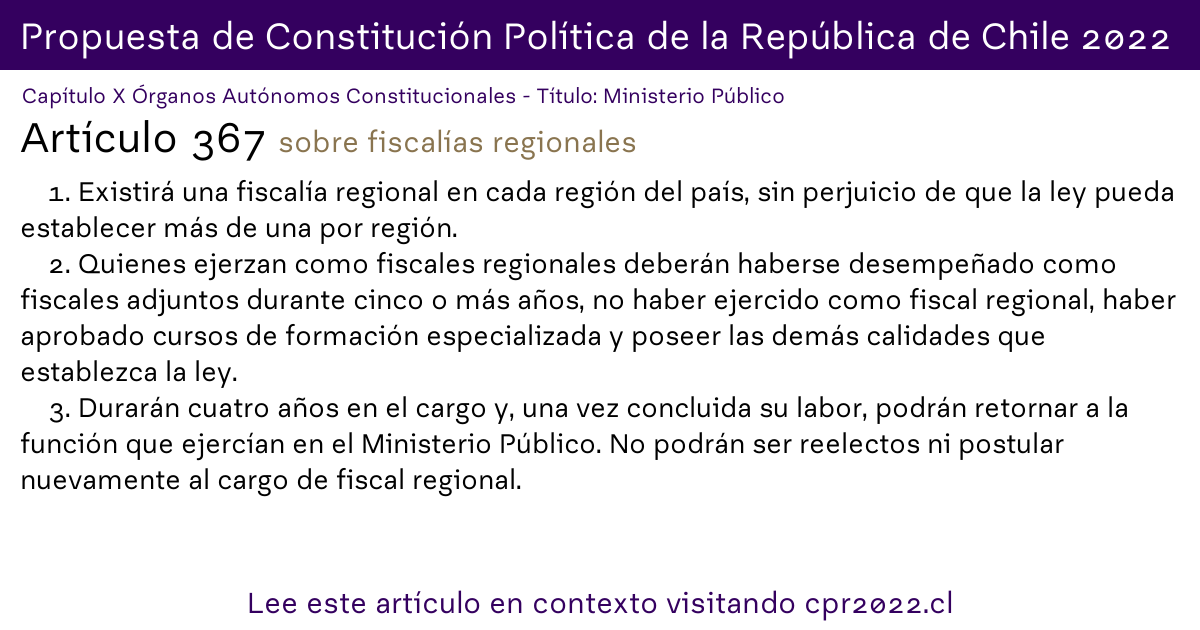 Propuesta de Constitución Política de la República de Chile 2022
Capítulo X Órganos Autónomos Constitucionales - Título: Ministerio Público
Artículo 367 sobre fiscalías regionales
1. Existirá una fiscalía regional en cada región del país, sin perjuicio de que la ley pueda
establecer más de una por región.
2. Quienes ejerzan como fiscales regionales deberán haberse desempeñado como
fiscales adjuntos durante cinco o más años, no haber ejercido como fiscal regional, haber
aprobado cursos de formación especializada y poseer las demás calidades que
establezca la ley.
3. Durarán cuatro años en el cargo y, una vez concluida su labor, podrán retornar a la
función que ejercían en el Ministerio Público. No podrán ser reelectos ni postular
nuevamente al cargo de fiscal regional.
Lee este artículo en contexto visitando cpr2022.cl